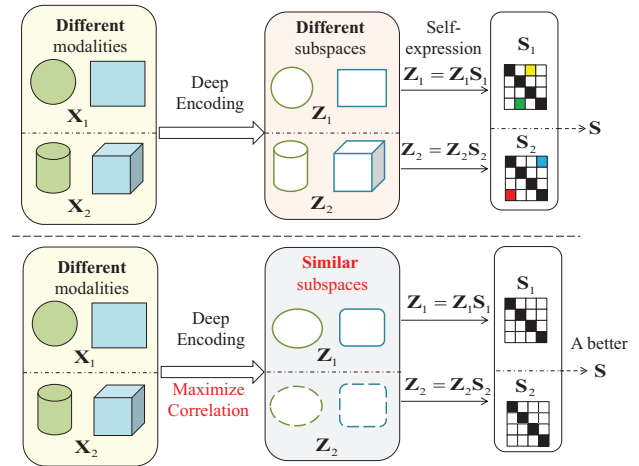 Different
modalities
X₁
X₂
Deep
Encoding
Different
subspaces
Z₁
Z₂
Self-
expression
Z₁ = Z₁S₁
Z₂ = Z₂S₂
S₁
S₂
S
Different
modalities
X₁
X₂
Deep
Encoding
Maximize
Correlation
Similar
subspaces
Z₁
Z₂
Z₁ = Z₁S₁
Z₂ = Z₂S₂
S₁
S₂
A better
S